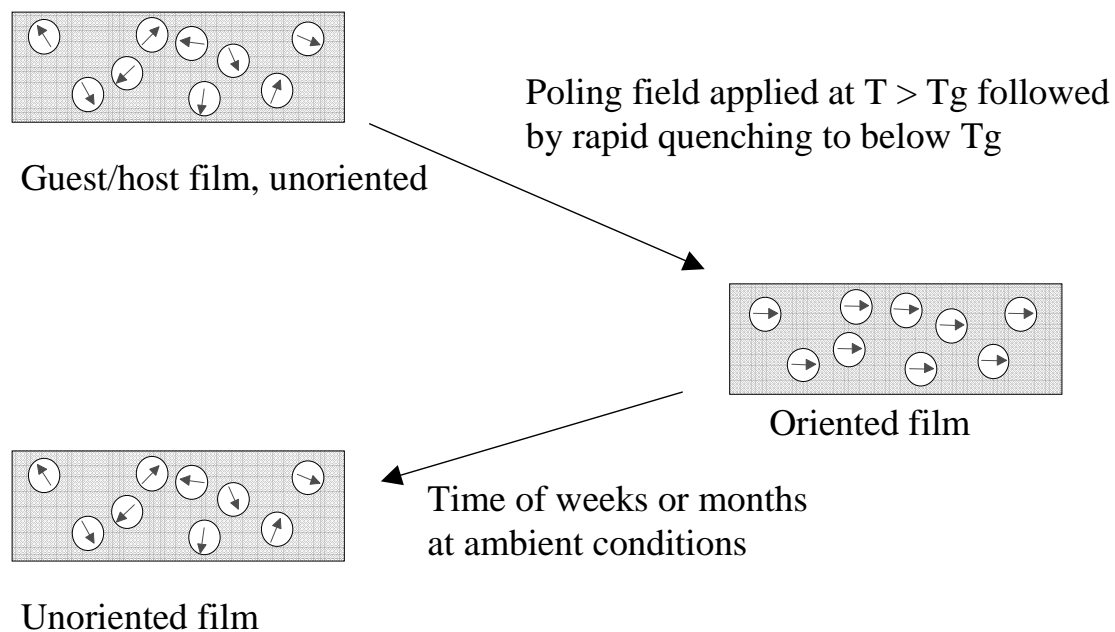 Poling field applied at T > Tg followed
by rapid quenching to below Tg
Guest/host film, unoriented
Oriented film
Time of weeks or months
at ambient conditions
Unoriented film